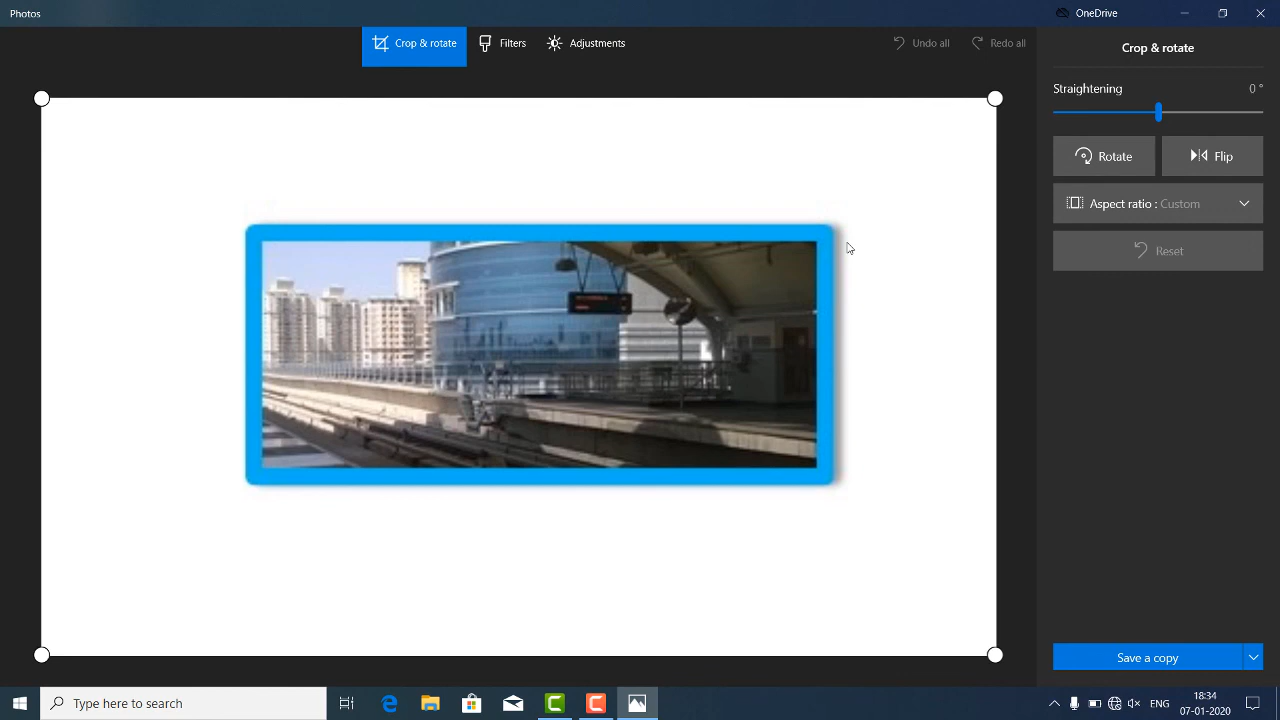 Photos
OneDrive
Crop & rotate
Filters
Adjustments
Undo all
Redo all
Crop & rotate
Straightening
0 °
Rotate
Flip
Aspect ratio : Custom
Reset
Save a copy
Type here to search
ENG
18:34
07-01-2020